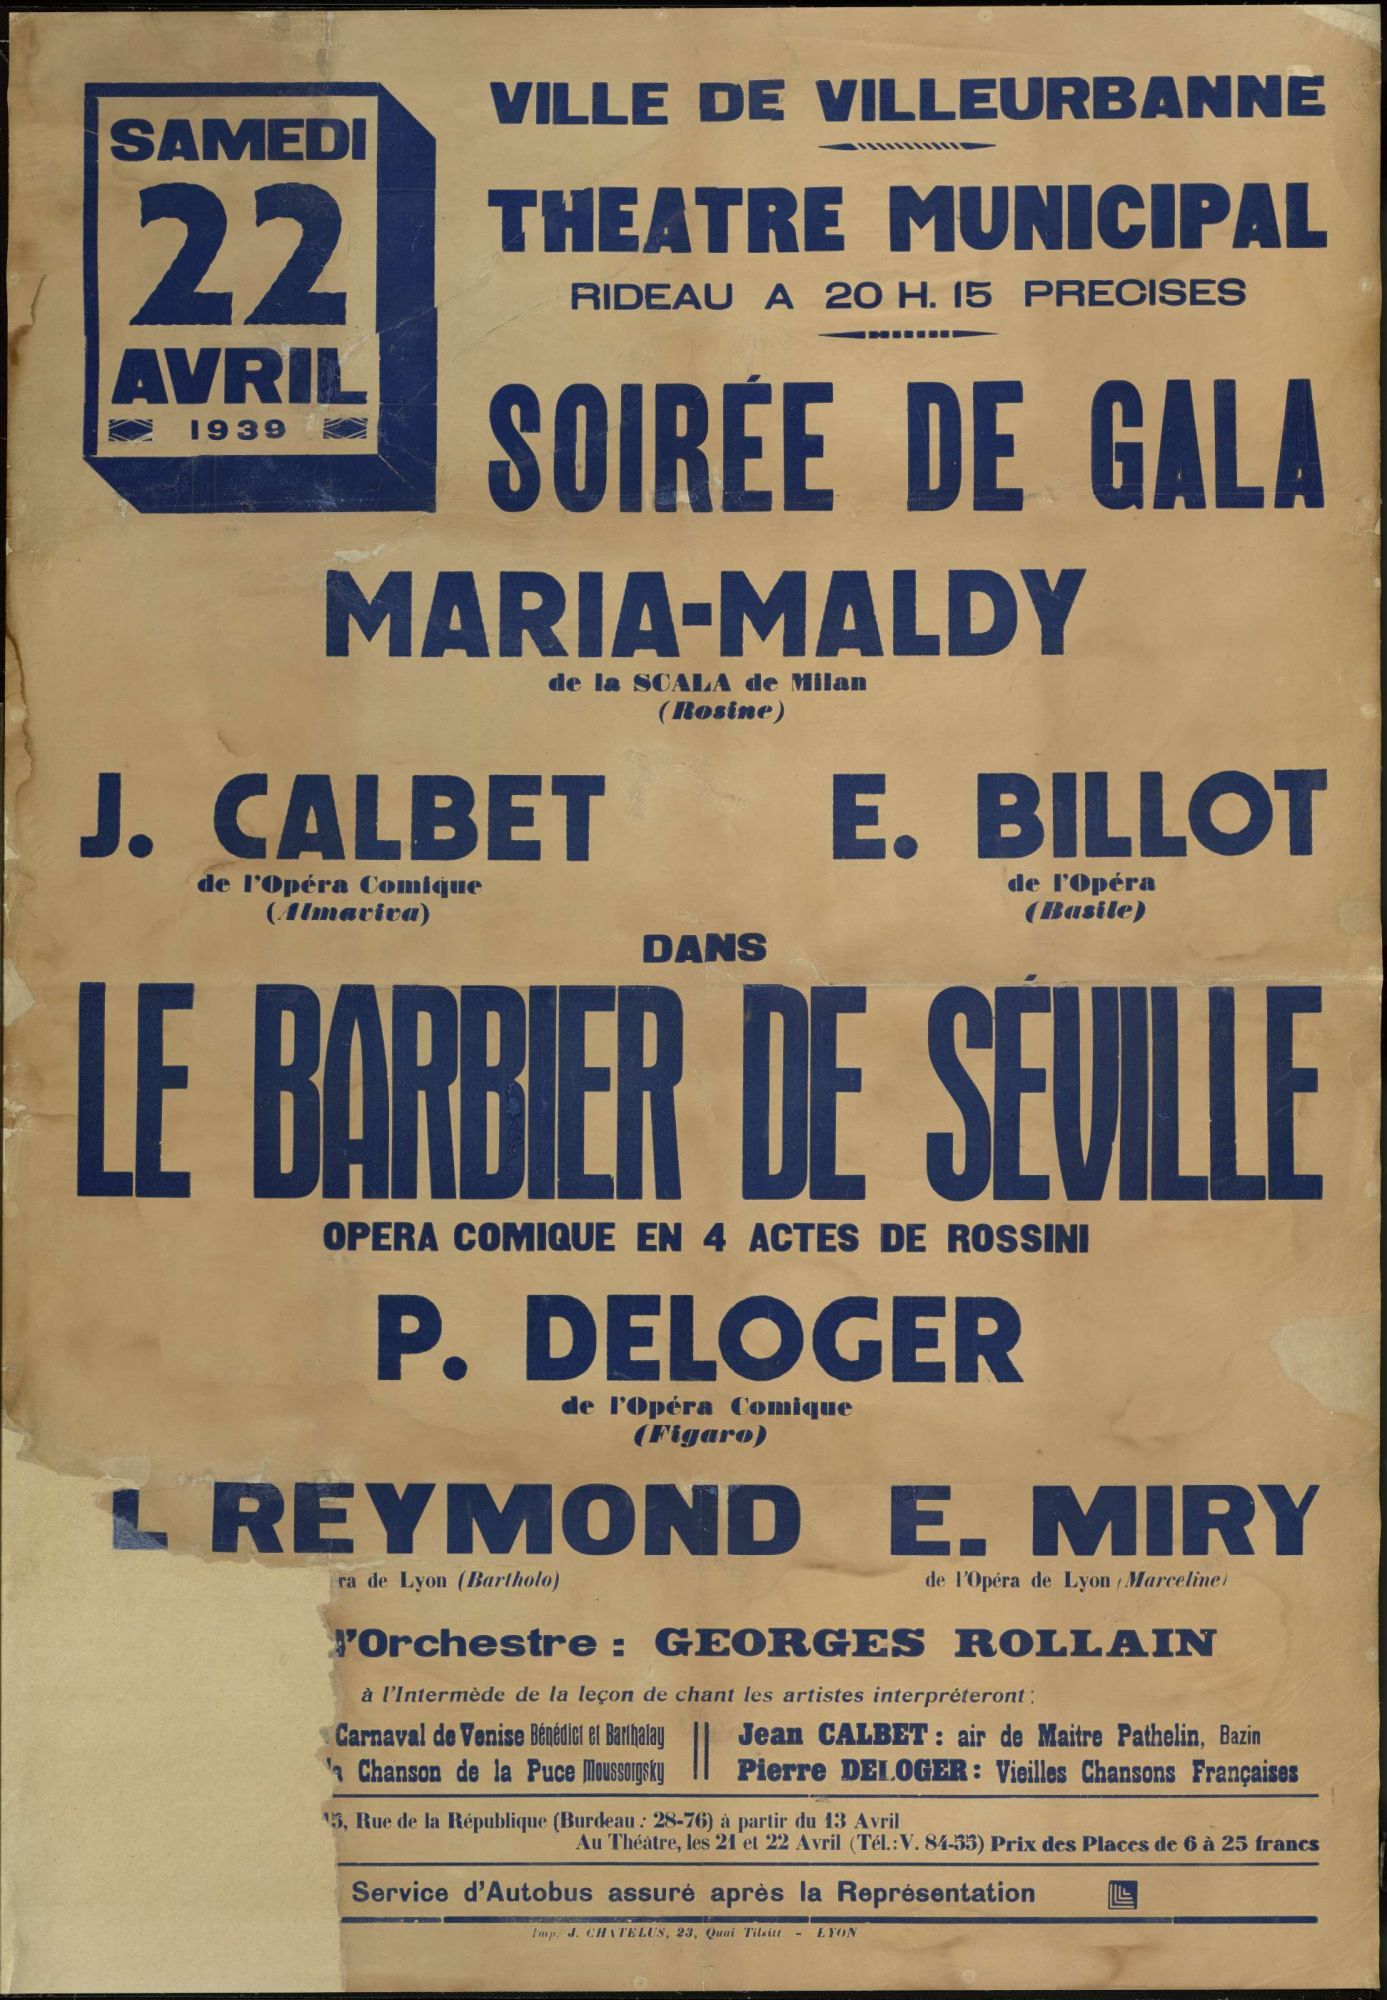 SAMEDI
22
AVRIL
1939
VILLE DE VILLEURBANNE
THEATRE MUNICIPAL
RIDEAU A 20 H. 15 PRECISES
SOIRÉE DE GALA
MARIA-MALDY
de la SCALA de Milan
(Rosine)
J. CALBET
de l'Opéra Comique
(Almaviva)
E. BILLOT
de l'Opéra
(Basile)
DANS
LE BARBIER DE SÉVILLE
OPERA COMIQUE EN 4 ACTES DE ROSSINI
P. DELOGER
de l'Opéra Comique
(Figaro)
REYMOND
ra de Lyon (Bartholo)
E. MIRY
de l'Opéra de Lyon (Marceline)
l'Orchestre : GEORGES ROLLAIN
à l'Intermède de la leçon de chant les artistes interpréteront :
Carnaval de Venise Bénédict et Barthalay
Chanson de la Puce Moussorgsky
Jean CALBET : air de Maitre Pathelin, Bazin
Pierre DELOGER : Vieilles Chansons Françaises
Rue de la République (Burdeau : 28-76) à partir du 13 Avril
Au Théâtre, les 21 et 22 Avril (Tél. : V. 84-55) Prix des Places de 6 à 25 francs
Service d'Autobus assuré après la Représentation
Imp. J. CHATELUS, 23, Quai Tilsitt - LYON